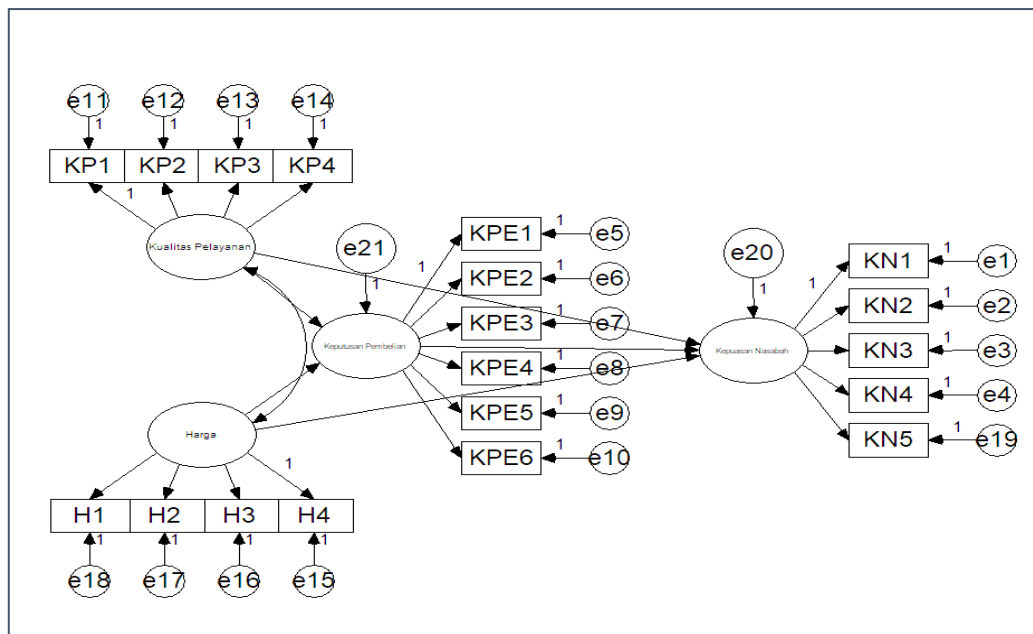 e11 e12 e13 e14
1 1 1 1
KP1 KP2 KP3 KP4
1
Kualitas Pelayanan
e21
1
KPE1 1 e5
1
KPE2 1 e6
KPE3 1 e7
Keputusan Pembelian
KPE4 1 e8
KPE5 1 e9
KPE6 1 e10
e20
1
Kepuasan Nasabah
1
KN1 1 e1
KN2 1 e2
KN3 1 e3
KN4 1 e4
KN5 1 e19
Harga
1
H1 H2 H3 H4
1 1 1 1
e18 e17 e16 e15